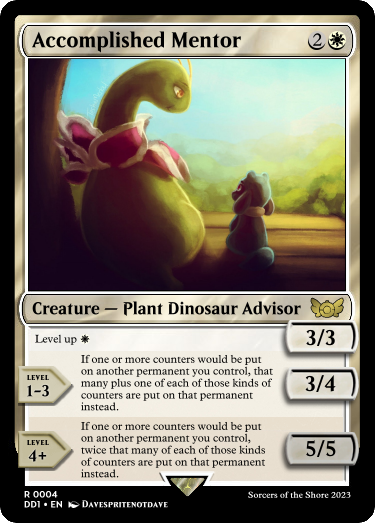 Accomplished Mentor 2
Creature — Plant Dinosaur Advisor
Level up
3/3
LEVEL
1-3
If one or more counters would be put
on another permanent you control, that
many plus one of each of those kinds of
counters are put on that permanent
instead.
3/4
LEVEL
4+
If one or more counters would be put
on another permanent you control,
twice that many of each of those kinds
of counters are put on that permanent
instead.
5/5
R 0004
DD1 • EN DAVESPRITENOTDAVE
Sorcers of the Shore 2023